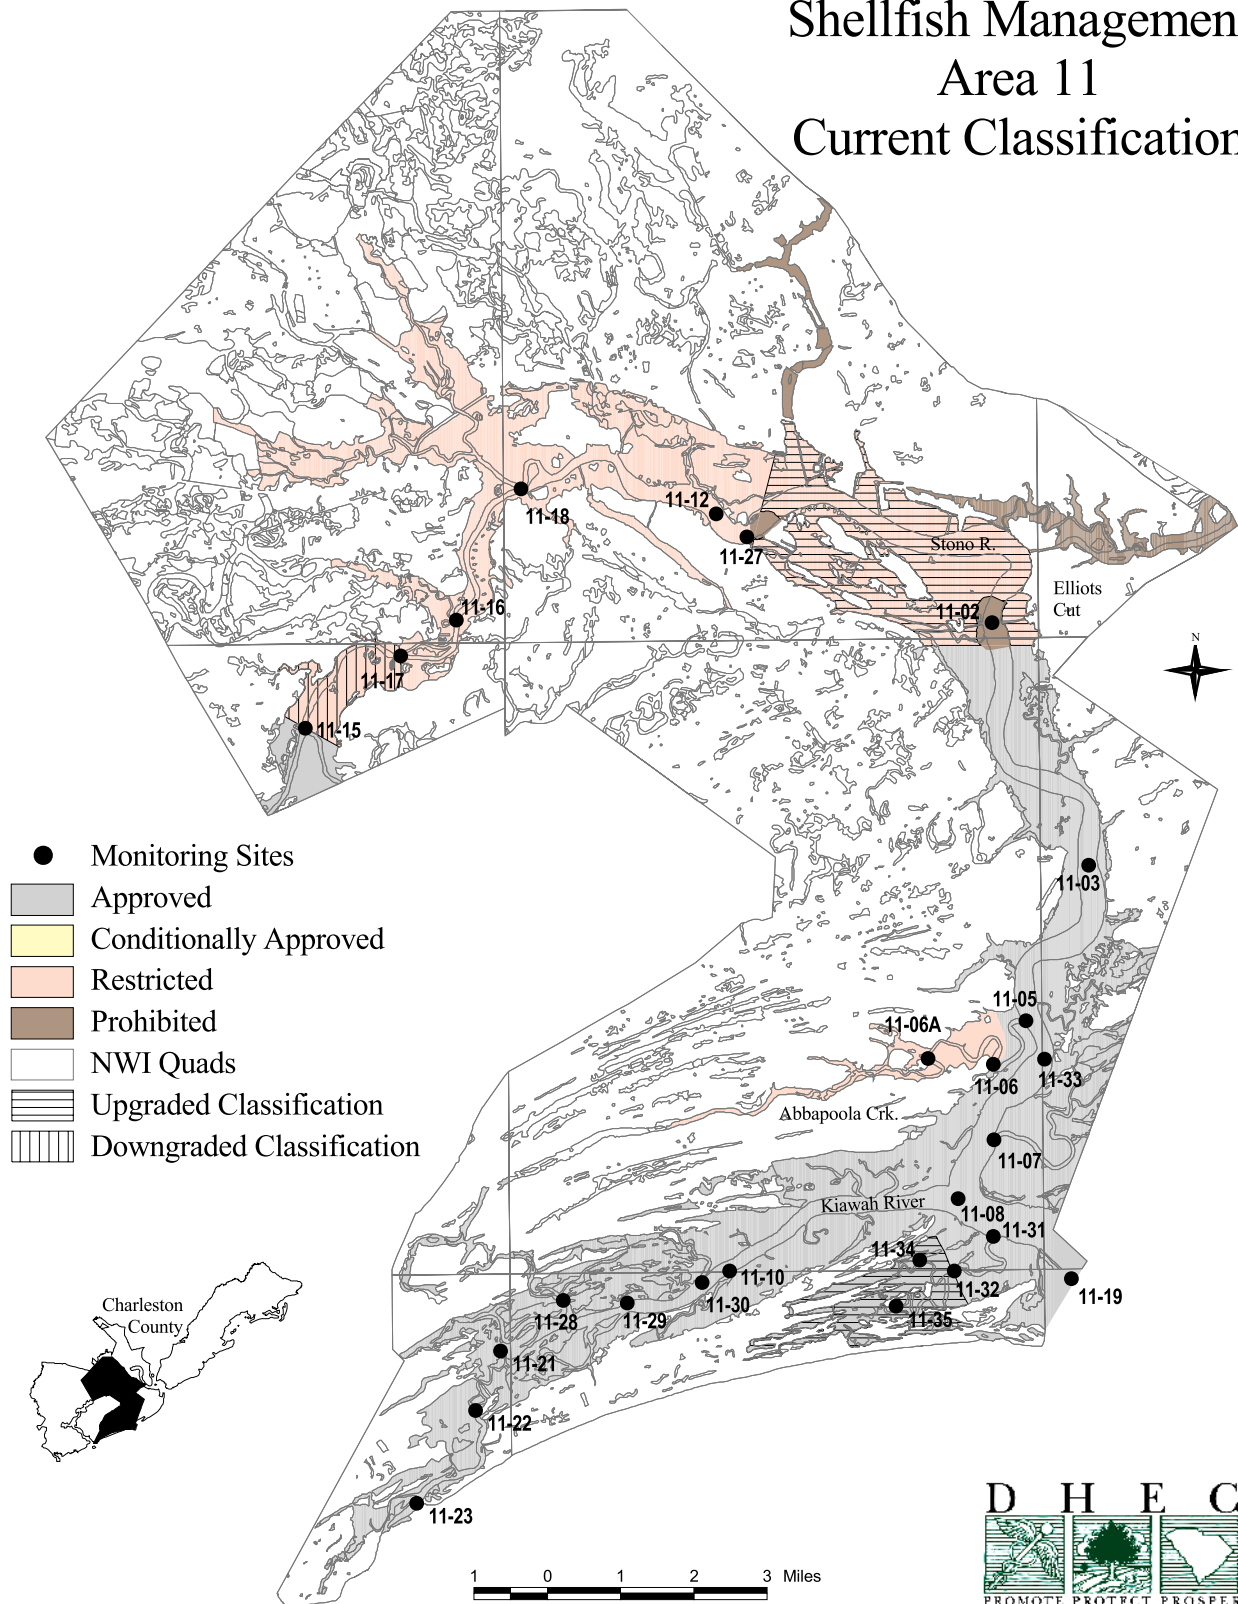 Shellfish Managemen
Area 11
Current Classification
11-12
11-18
11-27
Stono R.
Elliots
Cut
11-02
11-16
N
11-17
11-15
Monitoring Sites
Approved
Conditionally Approved
Restricted
Prohibited
NWI Quads
Upgraded Classification
Downgraded Classification
11-03
11-05
11-06A
11-06
11-33
Abbapoola Crk.
11-07
Kiawah River
11-08
11-31
11-34
11-10
11-32
11-19
11-30
11-28
11-29
11-35
11-21
11-22
11-23
Charleston
County
1 0 1 2 3 Miles
D H E C
PROMOTE PROTECT PROSPER